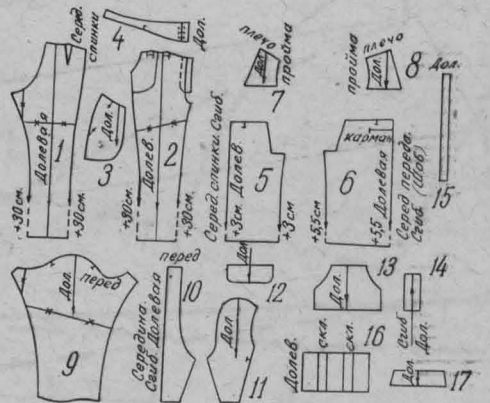 Серед.
спинки
4
Дол.
Долевая
1
+30см.
+30см.
Дол.
3
Долев.
2
+30см.
+30см.
плечо
Дол.
пройма
7
плечо
пройма
Дол.
8
Дол.
15
Серед. спинки. Сгиб.
+3см. Долев.
5
+3см
карман
6
+5,5см
+5,5 Долевая
Серед переда.
Сгиб (Шов)
Дол.
перед
9
перед
10
Середина
Сгиб. Долевая
Дол.
12
Дол.
11
Дол.
13
14
Сгиб
Дол.
Долев.
скл.
скл.
16
Дол.
17